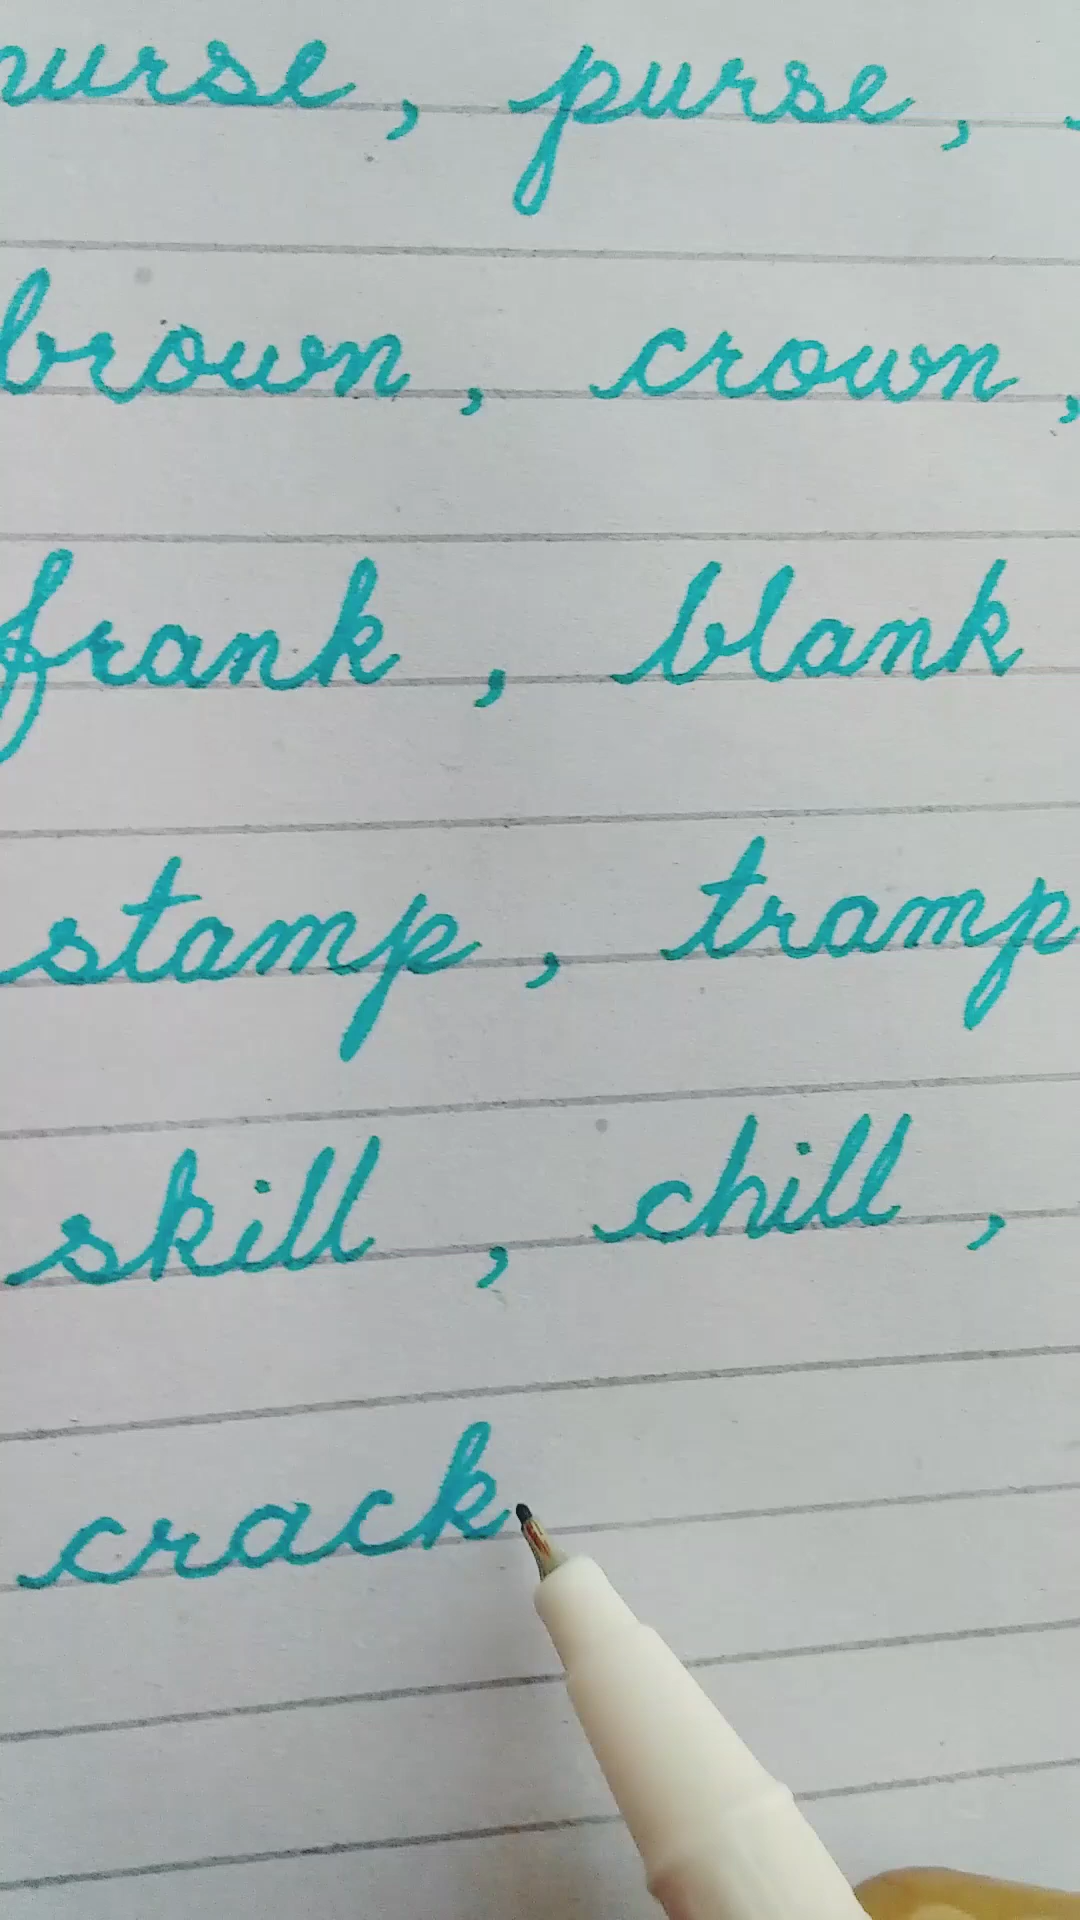 nurse, purse,
brown, crown,
frank, blank
stamp, tramp
skill, chill,
crack